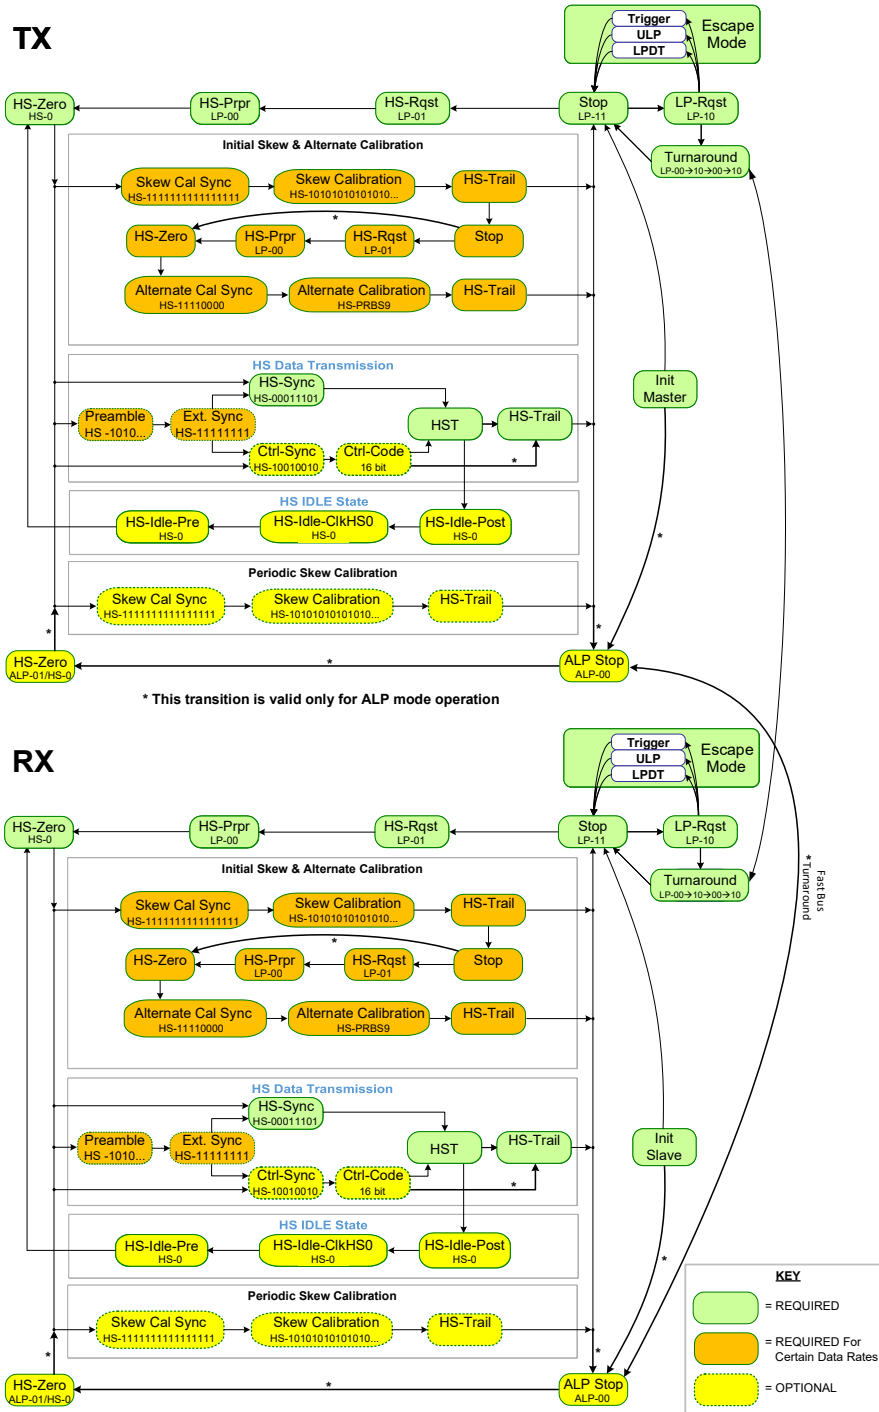 TX
Trigger
ULP
LPDT
Escape
Mode
HS-Zero
HS-0
HS-Prpr
LP-00
HS-Rqst
LP-01
Stop
LP-11
LP-Rqst
LP-10
Turnaround
LP-00→10→00→10
Initial Skew & Alternate Calibration
Skew Cal Sync
HS-1111111111111111
Skew Calibration
HS-10101010101010...
HS-Trail
*
HS-Zero
HS-Prpr
LP-00
HS-Rqst
LP-01
Stop
Alternate Cal Sync
HS-11110000
Alternate Calibration
HS-PRBS9
HS-Trail
HS Data Transmission
HS-Sync
HS-00011101
Preamble
HS -1010...
Ext. Sync
HS-11111111
HST
HS-Trail
Ctrl-Sync
HS-10010010
Ctrl-Code
16 bit
*
Init
Master
HS IDLE State
HS-Idle-Pre
HS-0
HS-Idle-ClkHS0
HS-0
HS-Idle-Post
HS-0
*
Periodic Skew Calibration
Skew Cal Sync
HS-1111111111111111
Skew Calibration
HS-10101010101010...
HS-Trail
*
*
HS-Zero
ALP-01/HS-0
*
ALP Stop
ALP-00
* This transition is valid only for ALP mode operation
RX
Trigger
ULP
LPDT
Escape
Mode
HS-Zero
HS-0
HS-Prpr
LP-00
HS-Rqst
LP-01
Stop
LP-11
LP-Rqst
LP-10
Turnaround
LP-00→10→00→10
Fast Bus
* Turnaround
Initial Skew & Alternate Calibration
Skew Cal Sync
HS-1111111111111111
Skew Calibration
HS-10101010101010...
HS-Trail
*
HS-Zero
HS-Prpr
LP-00
HS-Rqst
LP-01
Stop
Alternate Cal Sync
HS-11110000
Alternate Calibration
HS-PRBS9
HS-Trail
HS Data Transmission
HS-Sync
HS-00011101
Preamble
HS -1010...
Ext. Sync
HS-11111111
HST
HS-Trail
Ctrl-Sync
HS-10010010
Ctrl-Code
16 bit
*
Init
Slave
HS IDLE State
HS-Idle-Pre
HS-0
HS-Idle-ClkHS0
HS-0
HS-Idle-Post
HS-0
*
Periodic Skew Calibration
Skew Cal Sync
HS-1111111111111111
Skew Calibration
HS-10101010101010...
HS-Trail
*
*
HS-Zero
ALP-01/HS-0
*
ALP Stop
ALP-00
KEY
= REQUIRED
= REQUIRED For
Certain Data Rates
= OPTIONAL